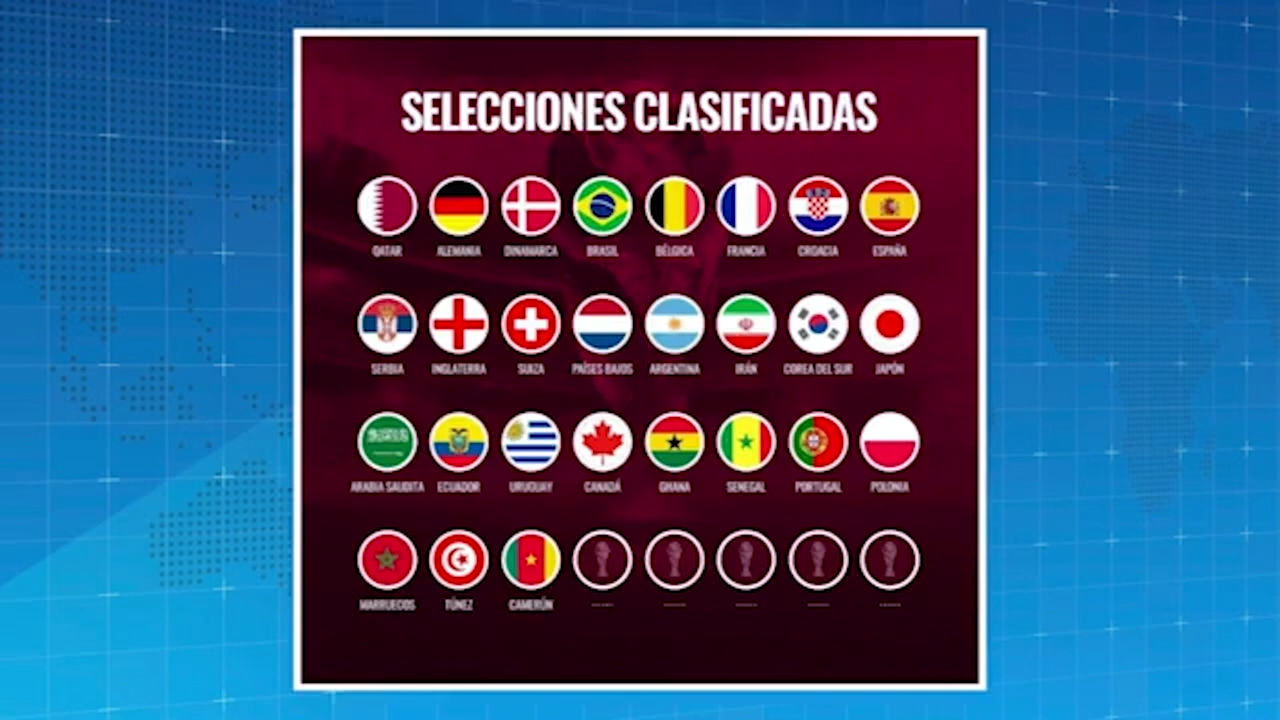 SELECCIONES CLASIFICADAS
QATAR ALEMANIA DINAMARCA BRASIL BÉLGICA FRANCIA CROACIA ESPAÑA
SERBIA INGLATERRA SUIZA PAÍSES BAJOS ARGENTINA IRÁN COREA DEL SUR JAPÓN
ARABIA SAUDITA ECUADOR URUGUAY CANADÁ GHANA SENEGAL PORTUGAL POLONIA
MARRUECOS TÚNEZ CAMERÚN